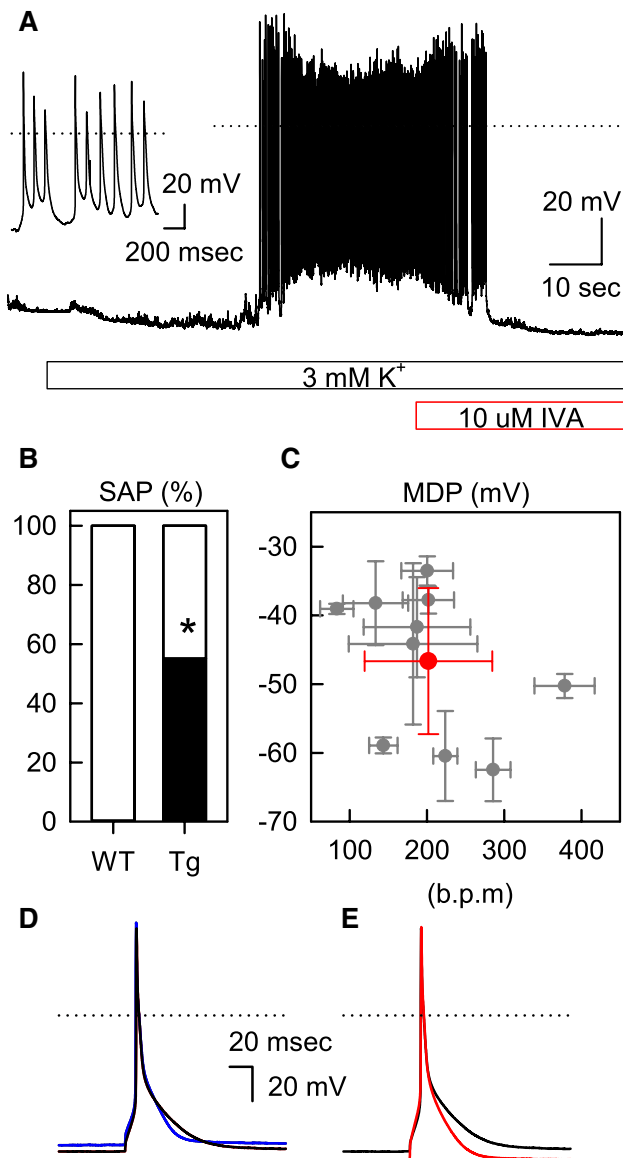 A
20 mV
200 msec
20 mV
10 sec
3 mM K⁺
10 uM IVA
B
C
SAP (%)
MDP (mV)
100
80
60
40
20
0
*
WT
Tg
-30
-40
-50
-60
-70
100
200
300
400
(b.p.m)
D
E
20 msec
20 mV